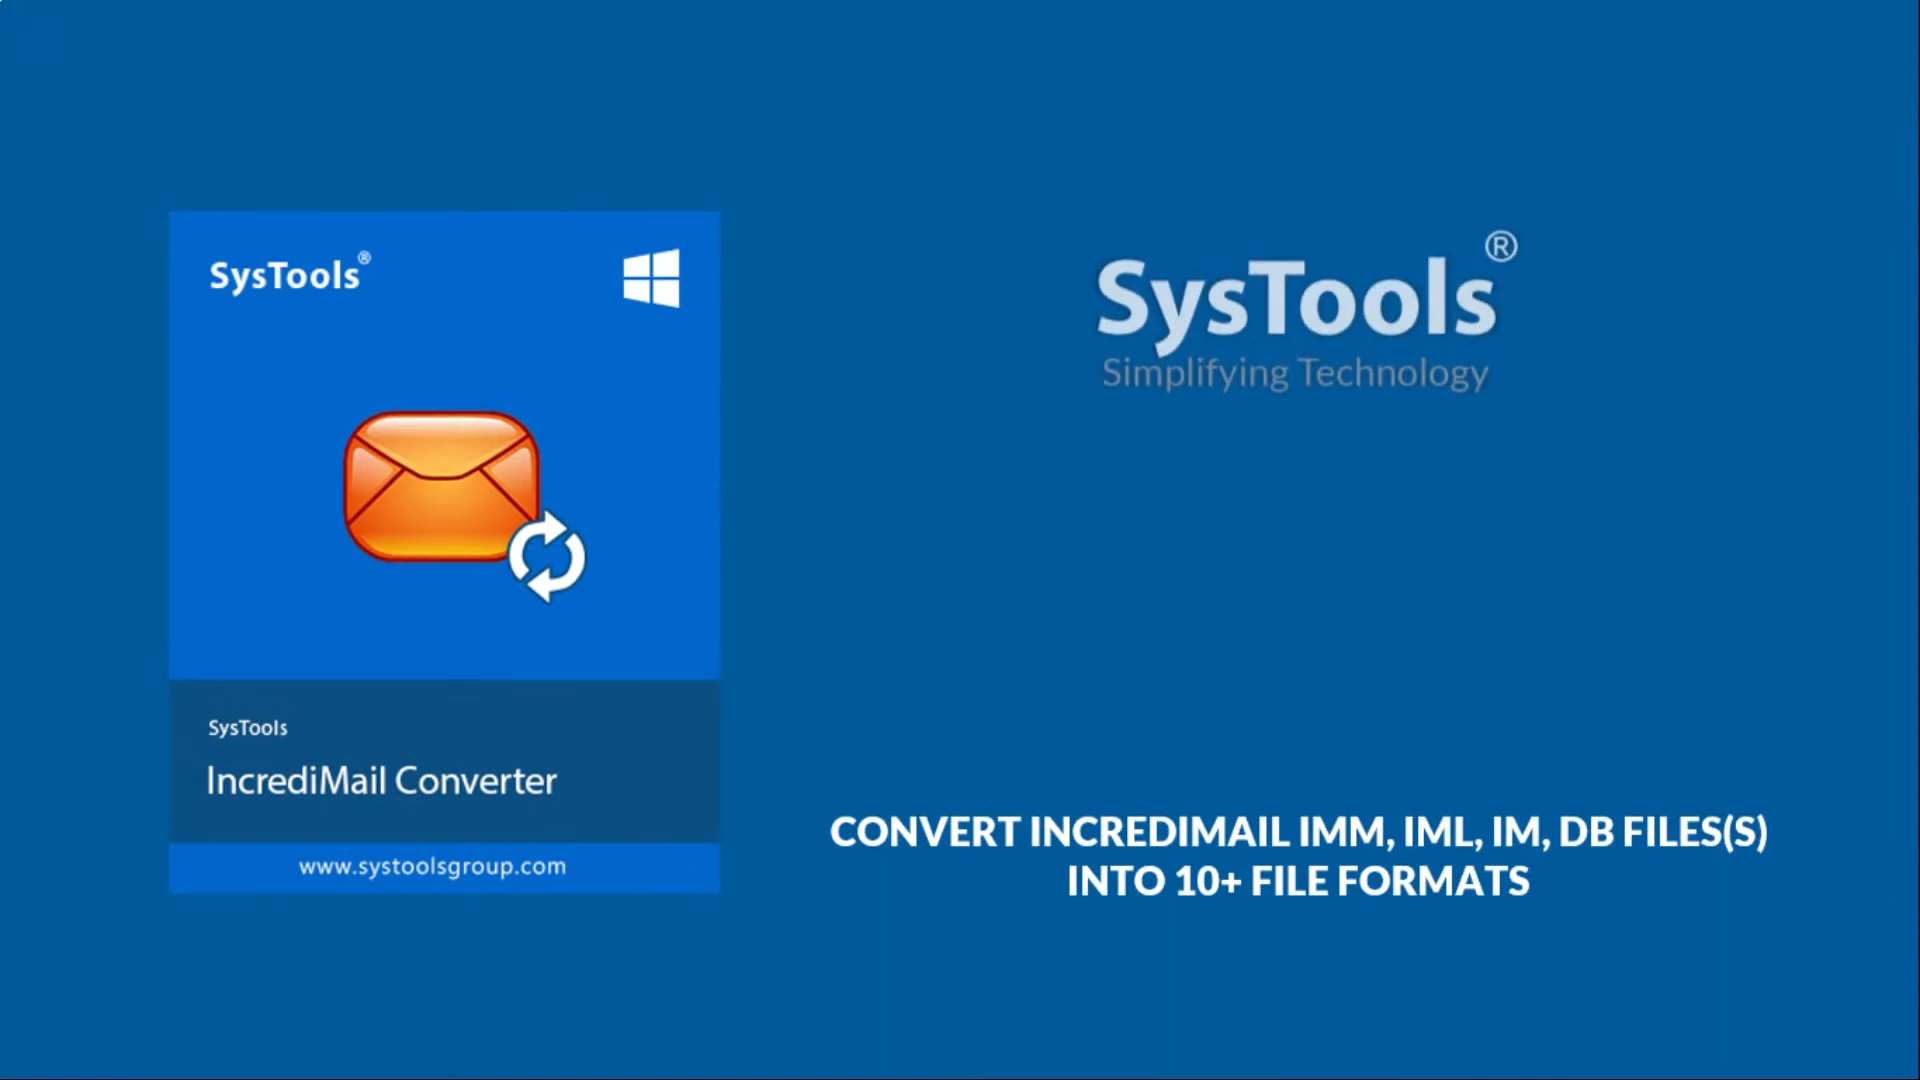 SysTools®
SysTools
IncrediMail Converter
www.systoolsgroup.com
SysTools®
Simplifying Technology
CONVERT INCREDIMAIL IMM, IML, IM, DB FILES(S)
INTO 10+ FILE FORMATS